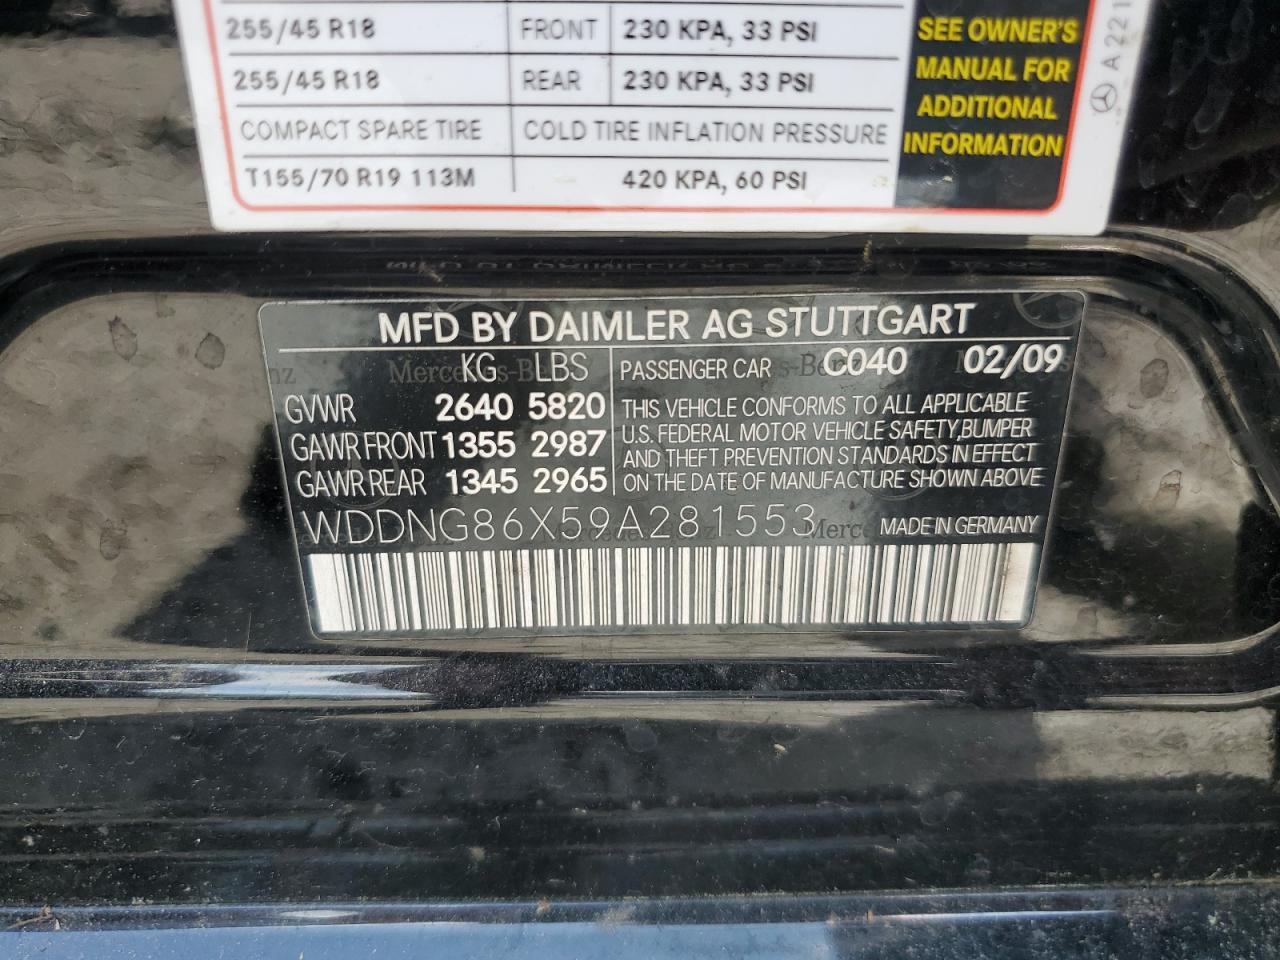 255/45 R18 FRONT 230 KPA, 33 PSI
255/45 R18 REAR 230 KPA, 33 PSI
COMPACT SPARE TIRE COLD TIRE INFLATION PRESSURE
T155/70 R19 113M 420 KPA, 60 PSI
SEE OWNER'S
MANUAL FOR
ADDITIONAL
INFORMATION
A 221
MFD BY DAIMLER AG STUTTGART
KG LBS
GVWR 2640 5820
GAWR FRONT 1355 2987
GAWR REAR 1345 2965
PASSENGER CAR C040 02/09
THIS VEHICLE CONFORMS TO ALL APPLICABLE
U.S. FEDERAL MOTOR VEHICLE SAFETY,BUMPER
AND THEFT PREVENTION STANDARDS IN EFFECT
ON THE DATE OF MANUFACTURE SHOWN ABOVE
WDDNG86X59A281553 MADE IN GERMANY